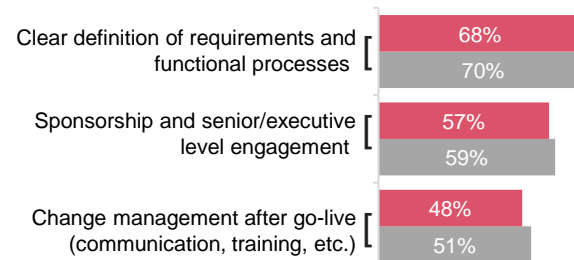 Clear definition of requirements and
functional processes
68%
70%
Sponsorship and senior/executive
level engagement
57%
59%
Change management after go-live
(communication, training, etc.)
48%
51%